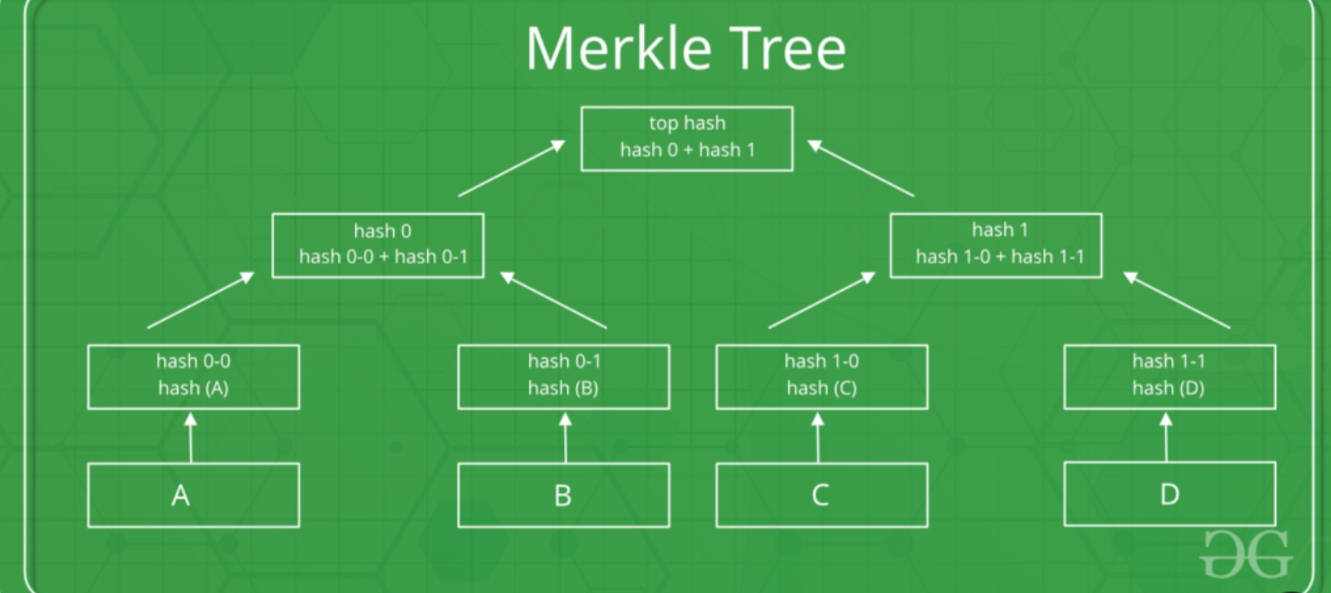 Merkle Tree
top hash
hash 0 + hash 1
hash 0
hash 0-0 + hash 0-1
hash 1
hash 1-0 + hash 1-1
hash 0-0
hash (A)
hash 0-1
hash (B)
hash 1-0
hash (C)
hash 1-1
hash (D)
A
B
C
D